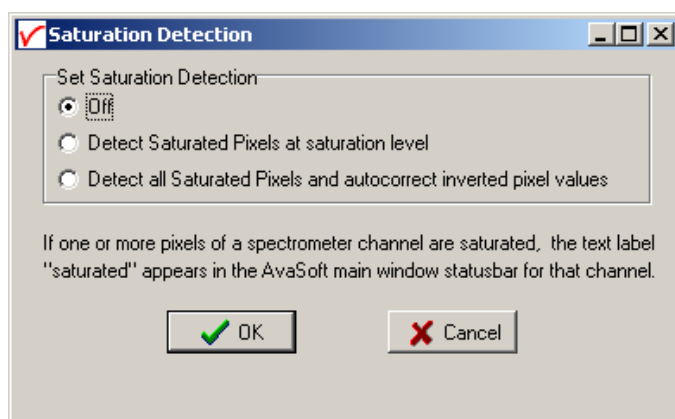 Saturation Detection
Set Saturation Detection
Off
Detect Saturated Pixels at saturation level
Detect all Saturated Pixels and autocorrect inverted pixel values
If one or more pixels of a spectrometer channel are saturated, the text label
"saturated" appears in the AvaSoft main window statusbar for that channel.
OK
Cancel